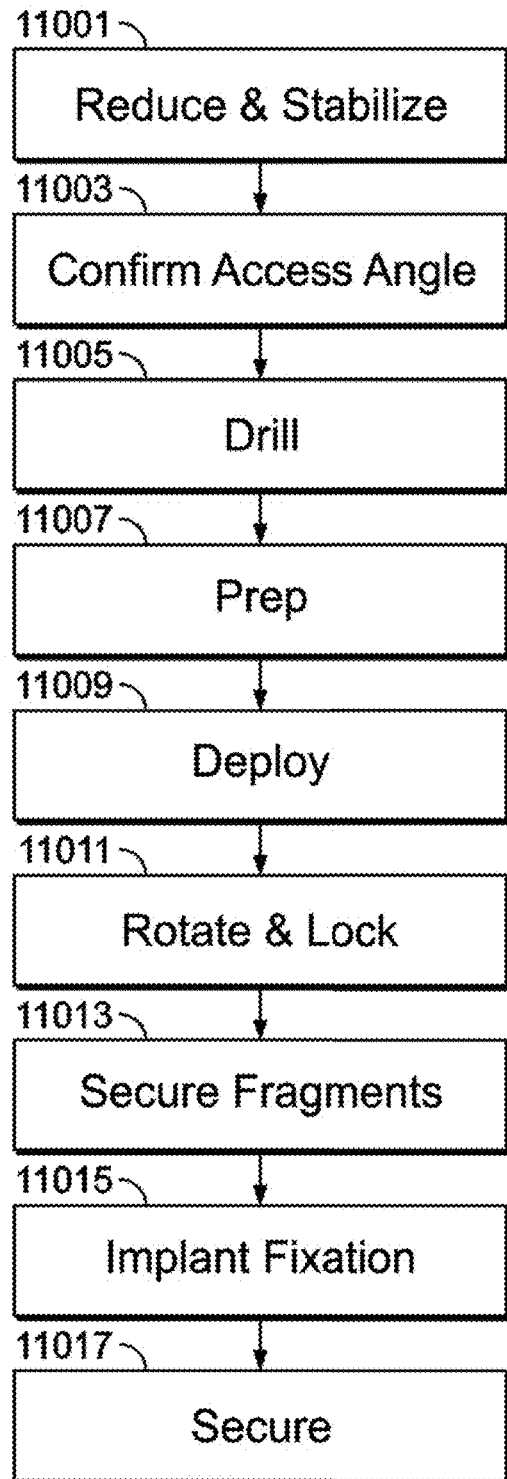 11001
Reduce & Stabilize
11003
Confirm Access Angle
11005
Drill
11007
Prep
11009
Deploy
11011
Rotate & Lock
11013
Secure Fragments
11015
Implant Fixation
11017
Secure